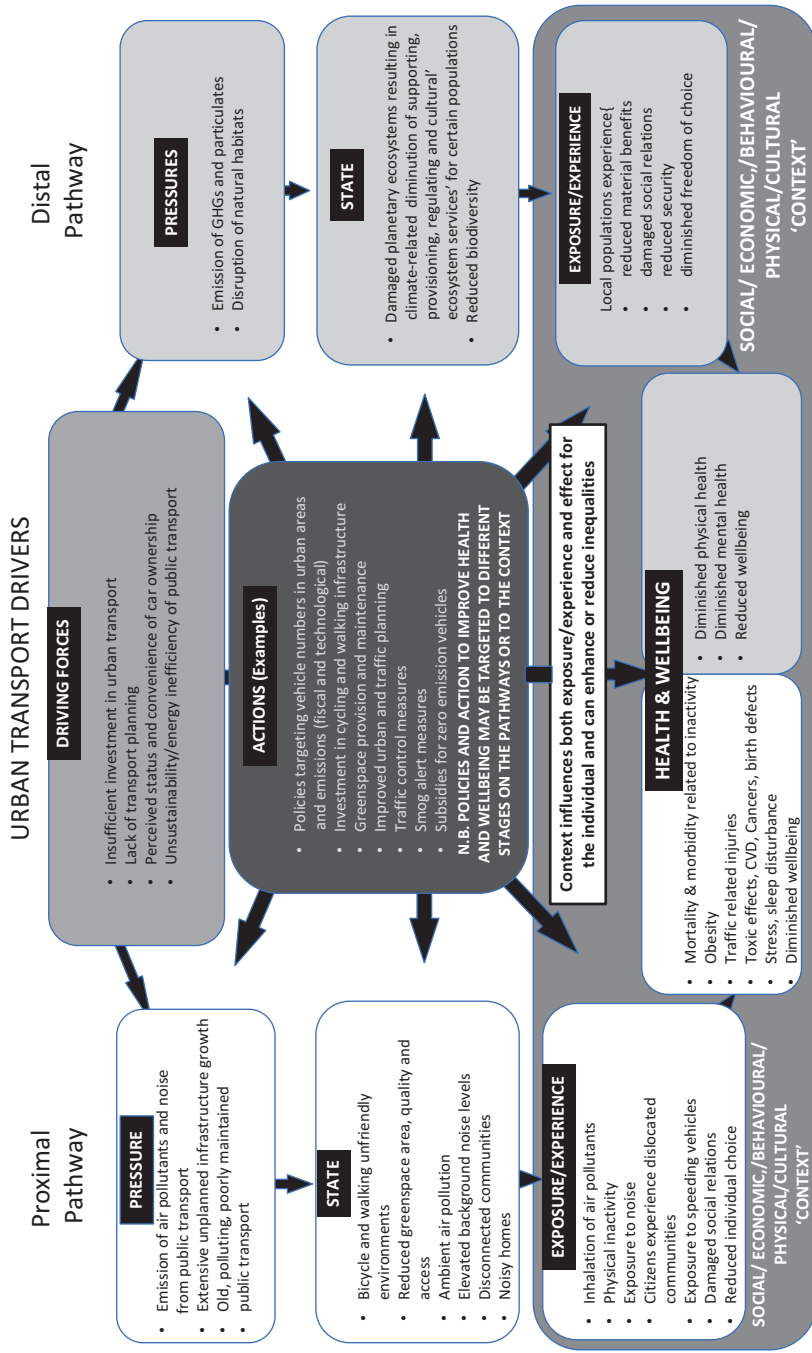 URBAN TRANSPORT DRIVERS
Proximal
Pathway
Distal
Pathway
DRIVING FORCES
• Insufficient investment in urban transport
• Lack of transport planning
• Perceived status and convenience of car ownership
• Unsustainability/energy inefficiency of public transport
PRESSURE
• Emission of air pollutants and noise
from public transport
• Extensive unplanned infrastructure growth
• Old, polluting, poorly maintained
• public transport
STATE
• Bicycle and walking unfriendly
environments
• Reduced greenspace area, quality and
access
• Ambient air pollution
• Elevated background noise levels
• Disconnected communities
• Noisy homes
EXPOSURE/EXPERIENCE
• Inhalation of air pollutants
• Physical inactivity
• Exposure to noise
• Citizens experience dislocated
communities
• Exposure to speeding vehicles
• Damaged social relations
• Reduced individual choice
SOCIAL/ ECONOMIC,/BEHAVIOURAL/
PHYSICAL/CULTURAL
‘CONTEXT’
ACTIONS (Examples)
• Policies targeting vehicle numbers in urban areas
and emissions (fiscal and technological)
• Investment in cycling and walking infrastructure
• Greenspace provision and maintenance
• Improved urban and traffic planning
• Traffic control measures
• Smog alert measures
• Subsidies for zero emission vehicles
N.B. POLICIES AND ACTION TO IMPROVE HEALTH
AND WELLBEING MAY BE TARGETED TO DIFFERENT
STAGES ON THE PATHWAYS OR TO THE CONTEXT
Context influences both exposure/experience and effect for
the individual and can enhance or reduce inequalities
HEALTH & WELLBEING
• Mortality & morbidity related to inactivity
• Obesity
• Traffic related injuries
• Toxic effects, CVD, Cancers, birth defects
• Stress, sleep disturbance
• Diminished wellbeing
• Diminished physical health
• Diminished mental health
• Reduced wellbeing
PRESSURES
• Emission of GHGs and particulates
• Disruption of natural habitats
STATE
• Damaged planetary ecosystems resulting in
climate-related diminution of supporting,
provisioning, regulating and cultural’
ecosystem services’ for certain populations
• Reduced biodiversity
EXPOSURE/EXPERIENCE
Local populations experience{
• reduced material benefits
• damaged social relations
• reduced security
• diminished freedom of choice
SOCIAL/ ECONOMIC,/BEHAVIOURAL/
PHYSICAL/CULTURAL
‘CONTEXT’